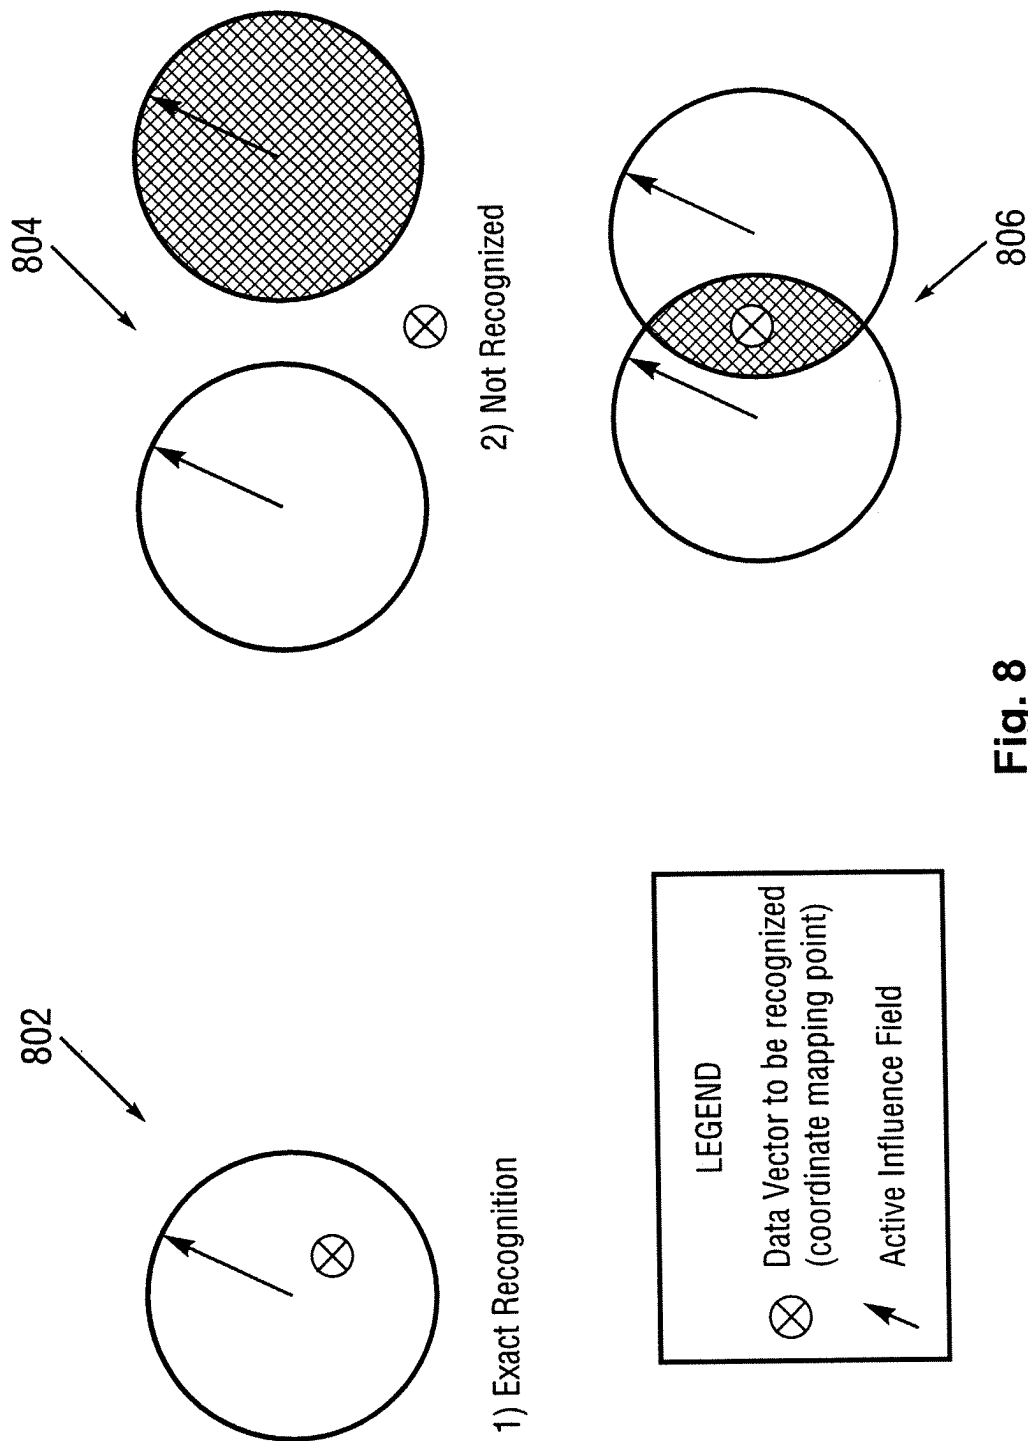 802
1) Exact Recognition
804
2) Not Recognized
806
LEGEND
Data Vector to be recognized
(coordinate mapping point)
Active Influence Field
Fig. 8